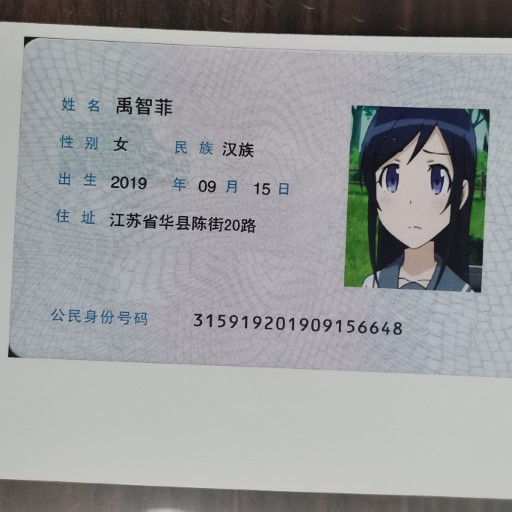 姓名 禹智菲
性别 女 民族 汉族
出生 2019 年 09 月 15 日
住址 江苏省华县陈街20路
公民身份号码 315919201909156648